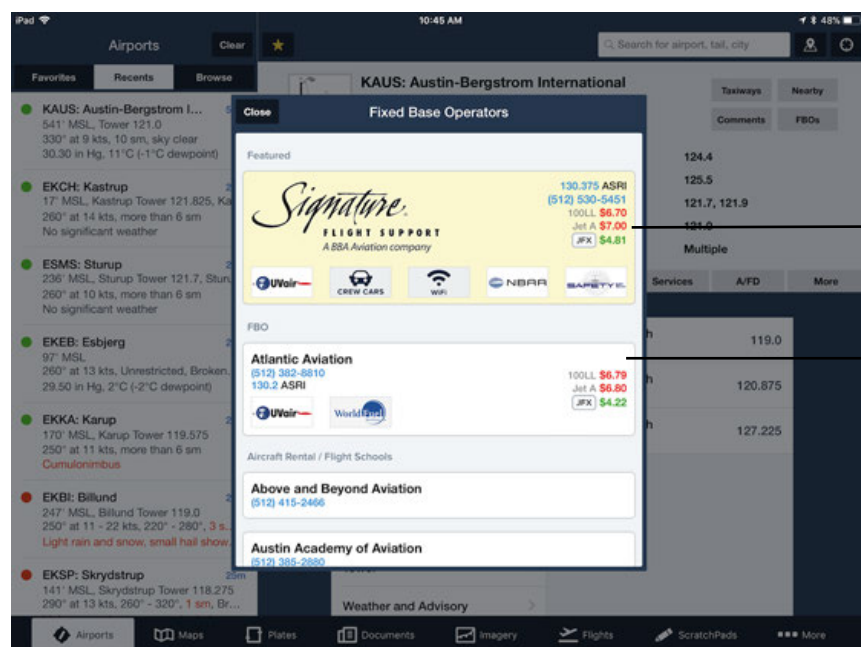 iPad
10:45 AM
48%
Airports
Clear
Search for airport, tail, city
Favorites
Recents
Browse
KAUS: Austin-Bergstrom I...
541' MSL, Tower 121.0
330° at 9 kts, 10 sm, sky clear
30.30 in Hg, 11°C (-1°C dewpoint)
EKCH: Kastrup
17' MSL, Kastrup Tower 121.825, Ka
260° at 14 kts, more than 6 sm
No significant weather
ESMS: Sturup
236' MSL, Sturup Tower 121.7, Stur
260° at 10 kts, more than 6 sm
No significant weather
EKEB: Esbjerg
97' MSL
260° at 13 kts, Unrestricted, Broken,
29.50 in Hg, 2°C (-2°C dewpoint)
EKKA: Karup
170' MSL, Karup Tower 119.575
250° at 11 kts, more than 6 sm
Cumulonimbus
EKBI: Billund
247' MSL, Billund Tower 119.0
250° at 11 - 22 kts, 220° - 280°, 3 s...
Light rain and snow, small hail show
EKSP: Skrydstrup
25m
141' MSL, Skrydstrup Tower 118.275
290° at 13 kts, 260° - 320°, 1 sm, Br...
KAUS: Austin-Bergstrom International
Taxiways
Nearby
Comments
FBOs
124.4
125.5
121.7, 121.9
121.0
Multiple
Services
A/FD
More
119.0
120.875
127.225
Close
Fixed Base Operators
Featured
Signature
FLIGHT SUPPORT
A BBA Aviation company
130.375 ASRI
(512) 530-5451
100LL $6.70
Jet A $7.00
JFX $4.81
UVair
CREW CARS
WiFi
NBAA
FBO
Atlantic Aviation
(512) 382-8810
130.2 ASRI
100LL $6.79
Jet A $6.80
JFX $4.22
UVair
World Fuel
Aircraft Rental / Flight Schools
Above and Beyond Aviation
(512) 415-2466
Austin Academy of Aviation
(512) 385-2880
Tower
Weather and Advisory
Airports
Maps
Plates
Documents
Imagery
Flights
ScratchPads
More